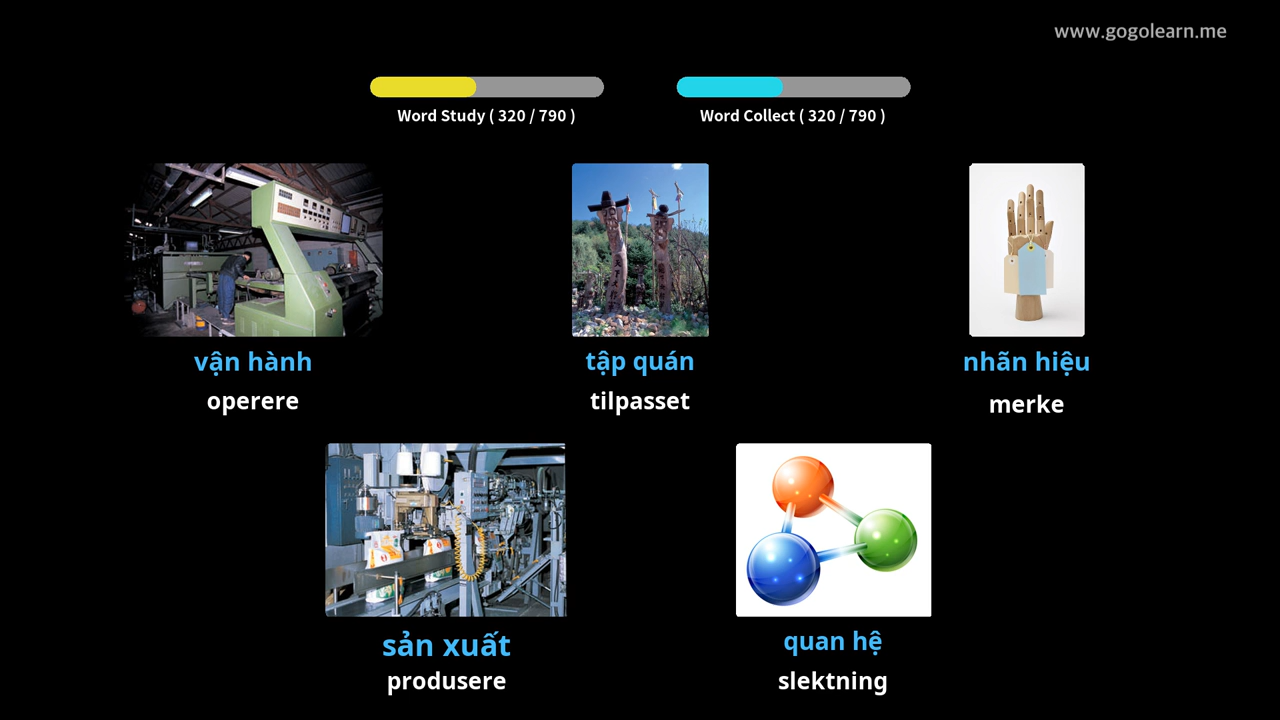 www.gogolearn.me
Word Study ( 320 / 790 )
Word Collect ( 320 / 790 )
vận hành
operere
tập quán
tilpasset
nhãn hiệu
merke
sản xuất
produsere
quan hệ
slektning